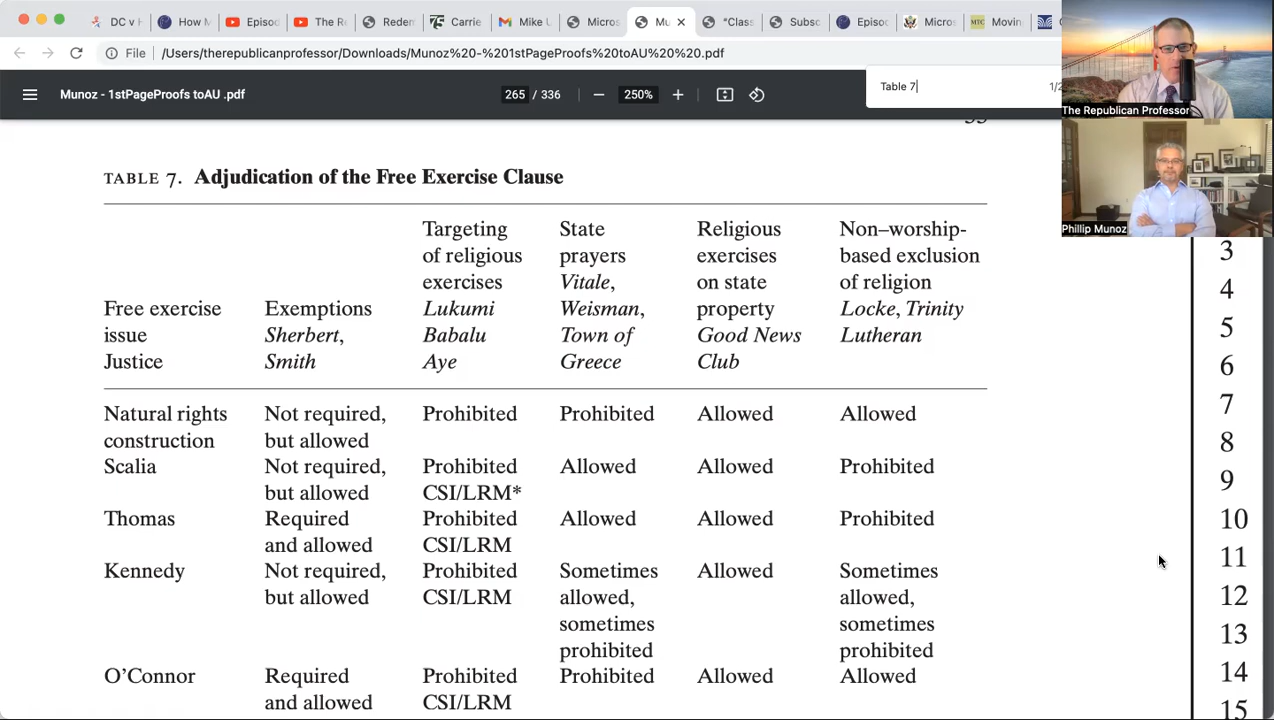 DC v H
How M
Episod
The Re
Redem
Carrie
Mike L
Micros
Mu
"Class
Subsc
Episo
Micros
MTC
Movin
File
/Users/therepublicanprofessor/Downloads/Munoz%20-%201stPageProofs%20toAU%20%20.pdf
Munoz - 1stPageProofs toAU .pdf
265 / 336
250%
Table 7
1/2
The Republican Professor
Phillip Munoz
TABLE 7. Adjudication of the Free Exercise Clause
Free exercise issue Justice
Exemptions Sherbert, Smith
Targeting of religious exercises Lukumi Babalu Aye
State prayers Vitale, Weisman, Town of Greece
Religious exercises on state property Good News Club
Non–worship-based exclusion of religion Locke, Trinity Lutheran
Natural rights construction
Not required, but allowed
Prohibited
Prohibited
Allowed
Allowed
Scalia
Not required, but allowed
Prohibited CSI/LRM*
Allowed
Allowed
Prohibited
Thomas
Required and allowed
Prohibited CSI/LRM
Allowed
Allowed
Prohibited
Kennedy
Not required, but allowed
Prohibited CSI/LRM
Sometimes allowed, sometimes prohibited
Allowed
Sometimes allowed, sometimes prohibited
O'Connor
Required and allowed
Prohibited CSI/LRM
Prohibited
Allowed
Allowed
3
4
5
6
7
8
9
10
11
12
13
14
15